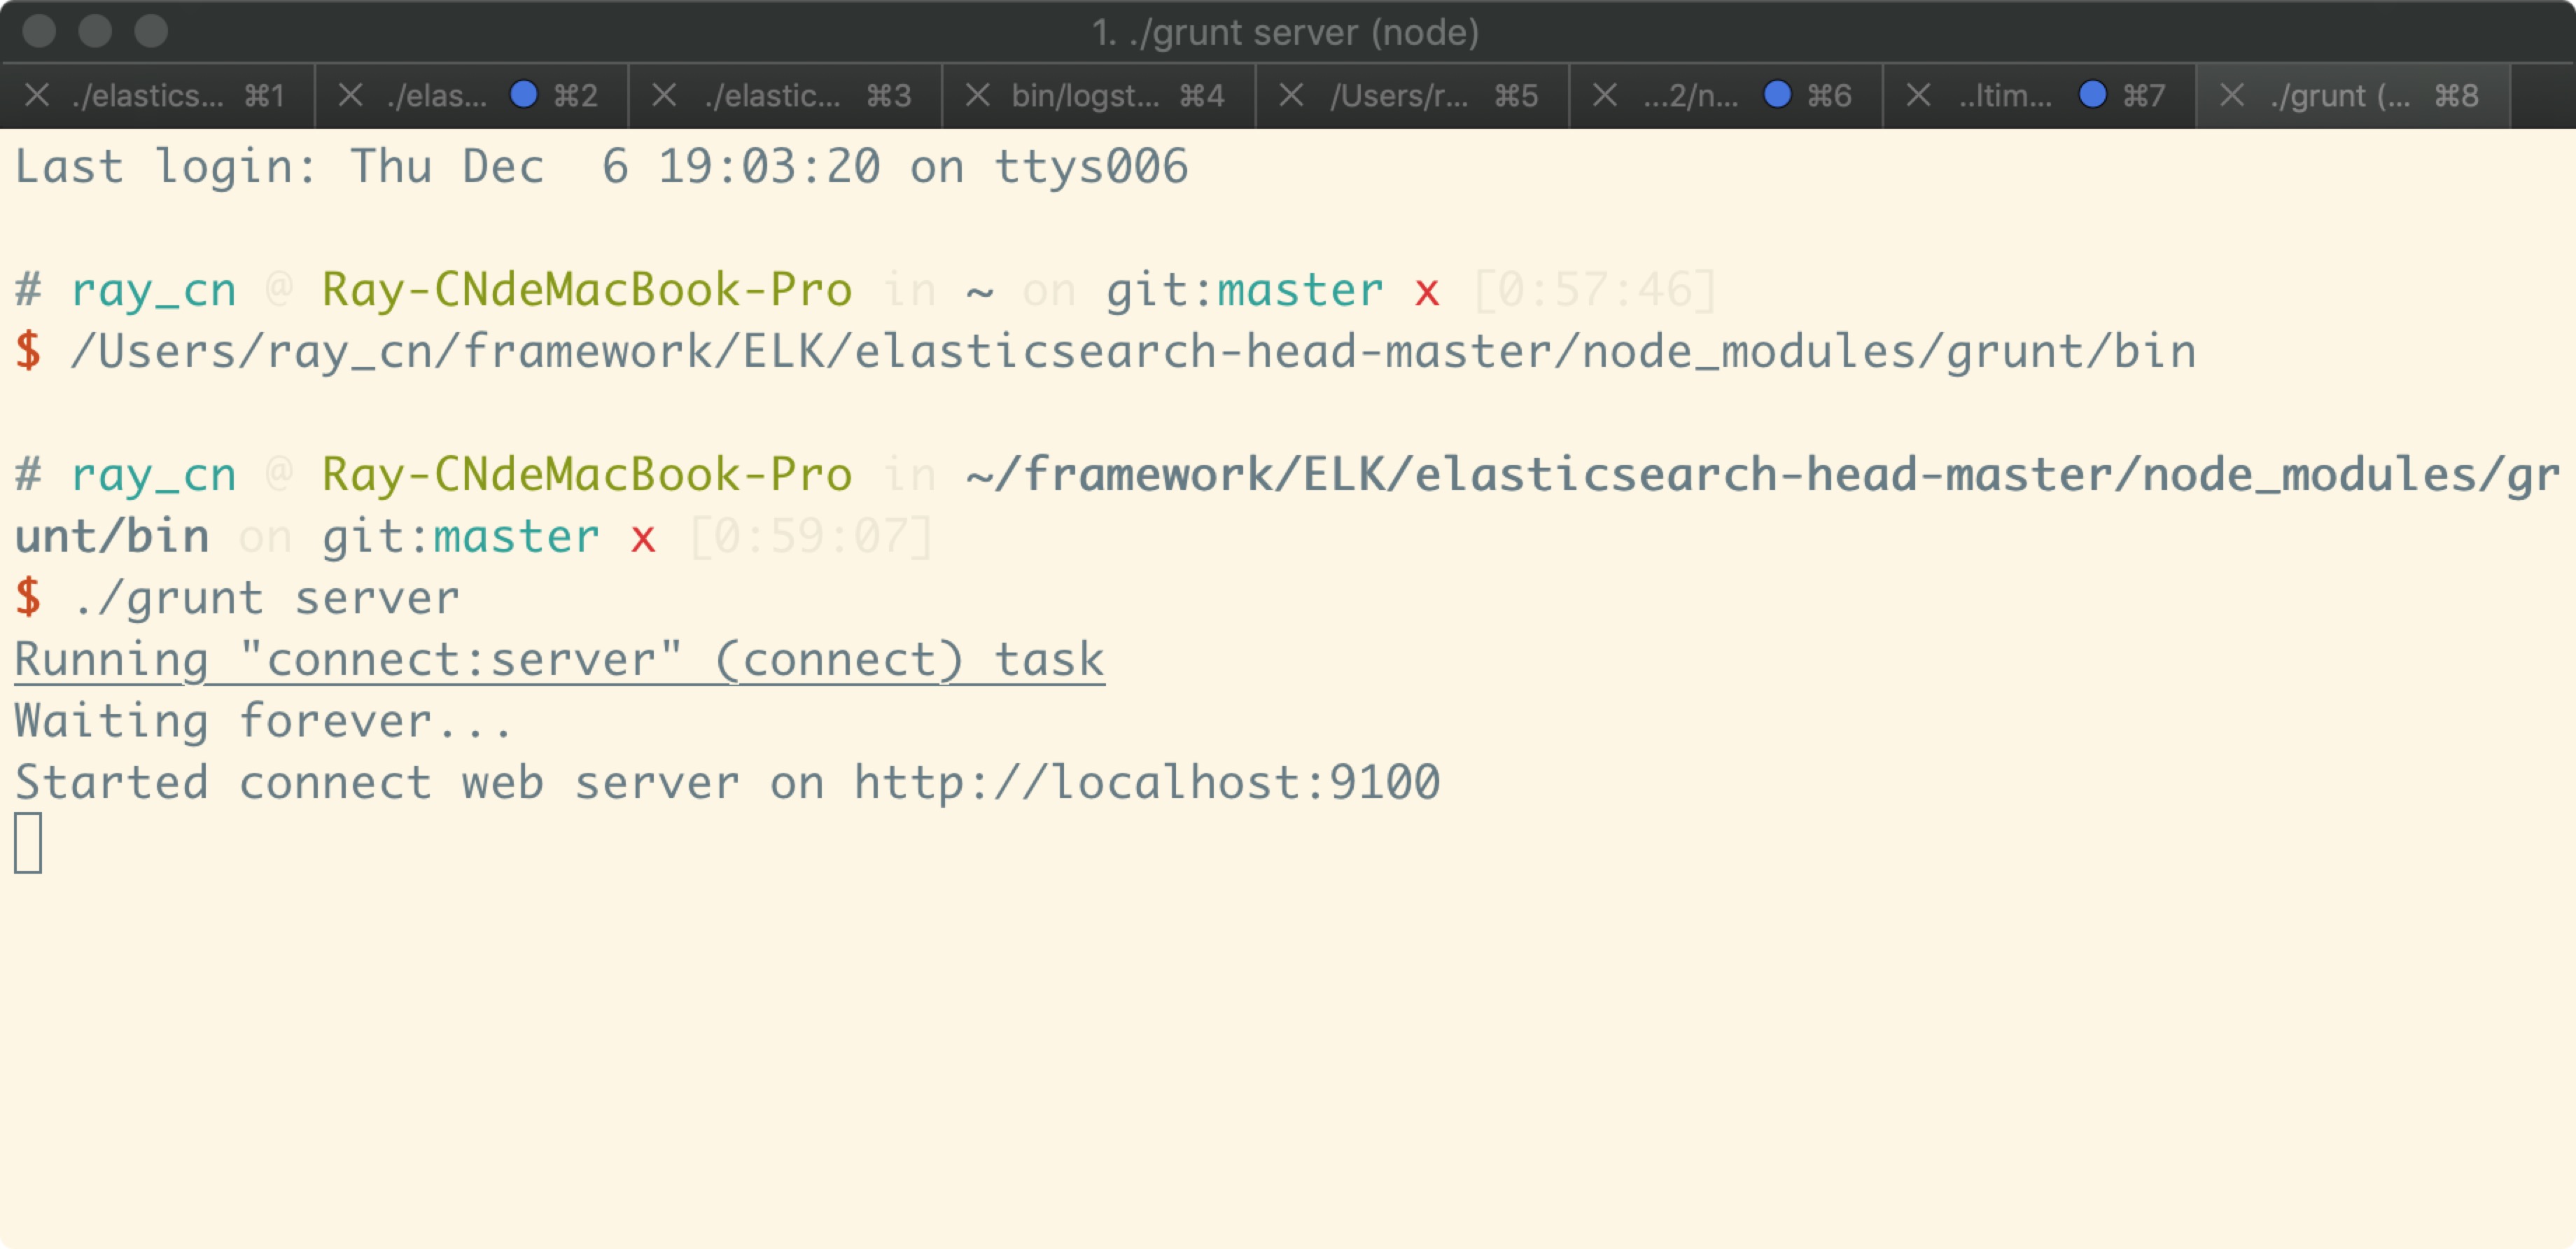 1. ./grunt server (node)
./elastics... ⌘1 ./elas... ⌘2 ./elastic... ⌘3 bin/logst... ⌘4 /Users/r... ⌘5 ...2/n... ⌘6 ..ltim... ⌘7 ./grunt (... ⌘8
Last login: Thu Dec  6 19:03:20 on ttys006
# ray_cn @ Ray-CNdeMacBook-Pro in ~ on git:master x [0:57:46]
$ /Users/ray_cn/framework/ELK/elasticsearch-head-master/node_modules/grunt/bin
# ray_cn @ Ray-CNdeMacBook-Pro in ~/framework/ELK/elasticsearch-head-master/node_modules/gr
unt/bin on git:master x [0:59:07]
$ ./grunt server
Running "connect:server" (connect) task
Waiting forever...
Started connect web server on http://localhost:9100